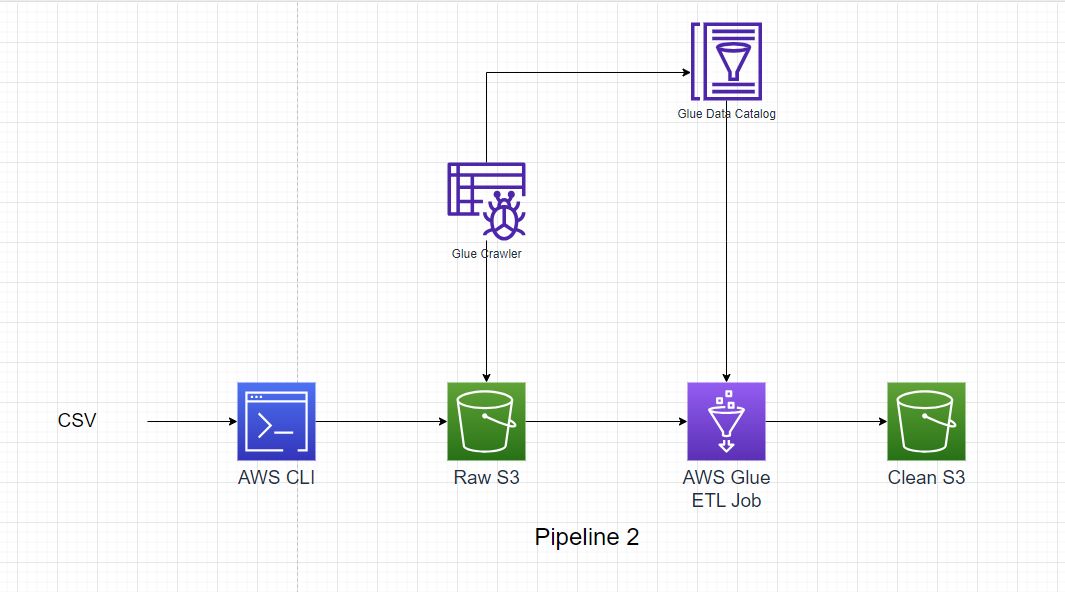 Glue Data Catalog
Glue Crawler
CSV
AWS CLI
Raw S3
AWS Glue
ETL Job
Clean S3
Pipeline 2